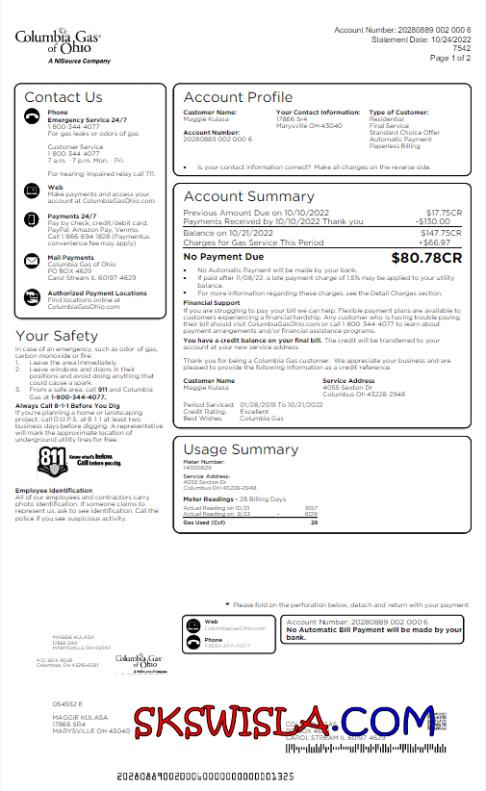 Columbia Gas®
of Ohio
A NiSource Company
Account Number: 20280889 002 000 6
Statement Date: 10/24/2022
7542
Page 1 of 2
Contact Us
Phone
Emergency Service 24/7
1-800-344-4077
For gas leaks or odors of gas
Customer Service
1-800-344-4077
7 a.m. - 7 p.m. Mon. - Fri.
For hearing impaired relay call 711.
Web
Make payments and access your
account at ColumbiaGasOhio.com
Payments 24/7
Pay by check, credit/debit card,
PayPal, Amazon Pay, Venmo.
Call 1-866-694-1828 (Paymentus
convenience fee may apply)
Mail Payments
Columbia Gas of Ohio
PO BOX 4629
Carol Stream IL 60197-4629
Authorized Payment Locations
Find locations online at
ColumbiaGasOhio.com
Your Safety
In case of an emergency, such as odor of gas,
carbon monoxide or fire:
1. Leave the area immediately.
2. Leave windows and doors in their
positions and avoid doing anything that
could cause a spark.
3. From a safe area, call 911 and Columbia
Gas at 1-800-344-4077.
Always Call 8-1-1 Before You Dig
If you're planning a home or landscaping
project, call O.U.P.S. at 8-1-1 at least two
business days before digging. A representative
will mark the approximate location of
underground utility lines for free.
811
Know what's below.
Call before you dig.
Employee Identification
All of our employees and contractors carry
photo identification. If someone claims to
represent us, ask to see identification. Call the
police if you see suspicious activity.
Account Profile
Customer Name:
Maggie Kulasa
Account Number:
20280889 002 000 6
Your Contact Information:
17866 Sr4
Marysville OH 43040
Type of Customer:
Residential
Final Service
Standard Choice Offer
Automatic Payment
Paperless Billing
• Is your contact information correct? Make all changes on the reverse side.
Account Summary
Previous Amount Due on 10/10/2022 $17.75CR
Payments Received by 10/10/2022 Thank you -$130.00
Balance on 10/21/2022 $147.75CR
Charges for Gas Service This Period +$66.97
No Payment Due $80.78CR
• No Automatic Payment will be made by your bank.
• If paid after 11/08/22, a late payment charge of 1.5% may be applied to your utility
balance.
• For more information regarding these charges, see the Detail Charges section.
Financial Support
If you are struggling to pay your bill we can help. Flexible payment plans are available to
customers experiencing a financial hardship. Any customer who is having trouble paying
their bill should visit ColumbiaGasOhio.com or call 1-800-344-4077 to learn about
payment arrangements and/or financial assistance programs.
You have a credit balance on your final bill. The credit will be transferred to your
account at your new service address.
Thank you for being a Columbia Gas customer. We appreciate your business and are
pleased to provide the following information as a credit reference.
Customer Name
Maggie Kulasa
Service Address
4055 Sexton Dr
Columbus Oh 43228-2948
Period Serviced: 01/28/2019 To 10/21/2022
Credit Rating: Excellent
Best Wishes, Columbia Gas
Usage Summary
Meter Number:
14000629
Service Address:
4055 Sexton Dr
Columbus OH 43228-2948
Meter Readings - 28 Billing Days
Actual Reading on 10/21 6157
Actual Reading on 9/23 - 6129
Gas Used (Ccf) 28
▼ Please fold on the perforation below, detach and return with your payment.
MAGGIE KULASA
17866 SR4
MARYSVILLE OH 43040
Columbia Gas®
of Ohio
A NiSource Company
Web
ColumbiaGasOhio.com
Phone
1-800-344-4077
Account Number: 20280889 002 000 6
No Automatic Bill Payment will be made by your
bank.
054552 E
MAGGIE KULASA
17866 SR4
MARYSVILLE OH 43040
SKSWISLA.COM
CAROL STREAM IL 60197-4629